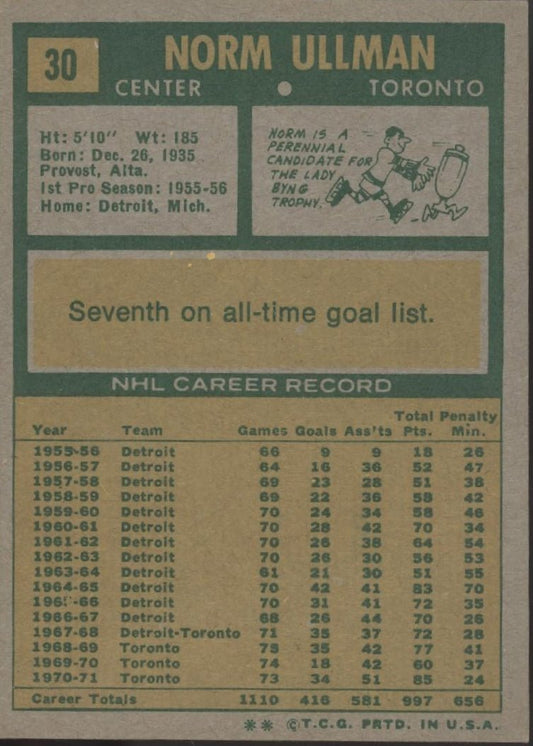 30
NORM ULLMAN
CENTER • TORONTO
Ht: 5'10" Wt: 185
Born: Dec. 26, 1935
Provost, Alta.
1st Pro Season: 1955-56
Home: Detroit, Mich.
NORM IS A
PERENNIAL
CANDIDATE FOR
THE LADY
BYNG
TROPHY.
Seventh on all-time goal list.
NHL CAREER RECORD
Year Team Games Goals Ass'ts Total Pts. Penalty Min.
1955-56 Detroit 66 9 9 18 26
1956-57 Detroit 64 16 36 52 47
1957-58 Detroit 69 23 28 51 38
1958-59 Detroit 69 22 36 58 42
1959-60 Detroit 70 24 34 58 46
1960-61 Detroit 70 28 42 70 34
1961-62 Detroit 70 26 38 64 54
1962-63 Detroit 70 26 30 56 53
1963-64 Detroit 61 21 30 51 55
1964-65 Detroit 70 42 41 83 70
1965-66 Detroit 70 31 41 72 35
1966-67 Detroit 68 26 44 70 26
1967-68 Detroit-Toronto 71 35 37 72 28
1968-69 Toronto 75 35 42 77 41
1969-70 Toronto 74 18 42 60 37
1970-71 Toronto 73 34 51 85 24
Career Totals 1110 416 581 997 656
** ©T.C.G. PRTD. IN U.S.A.